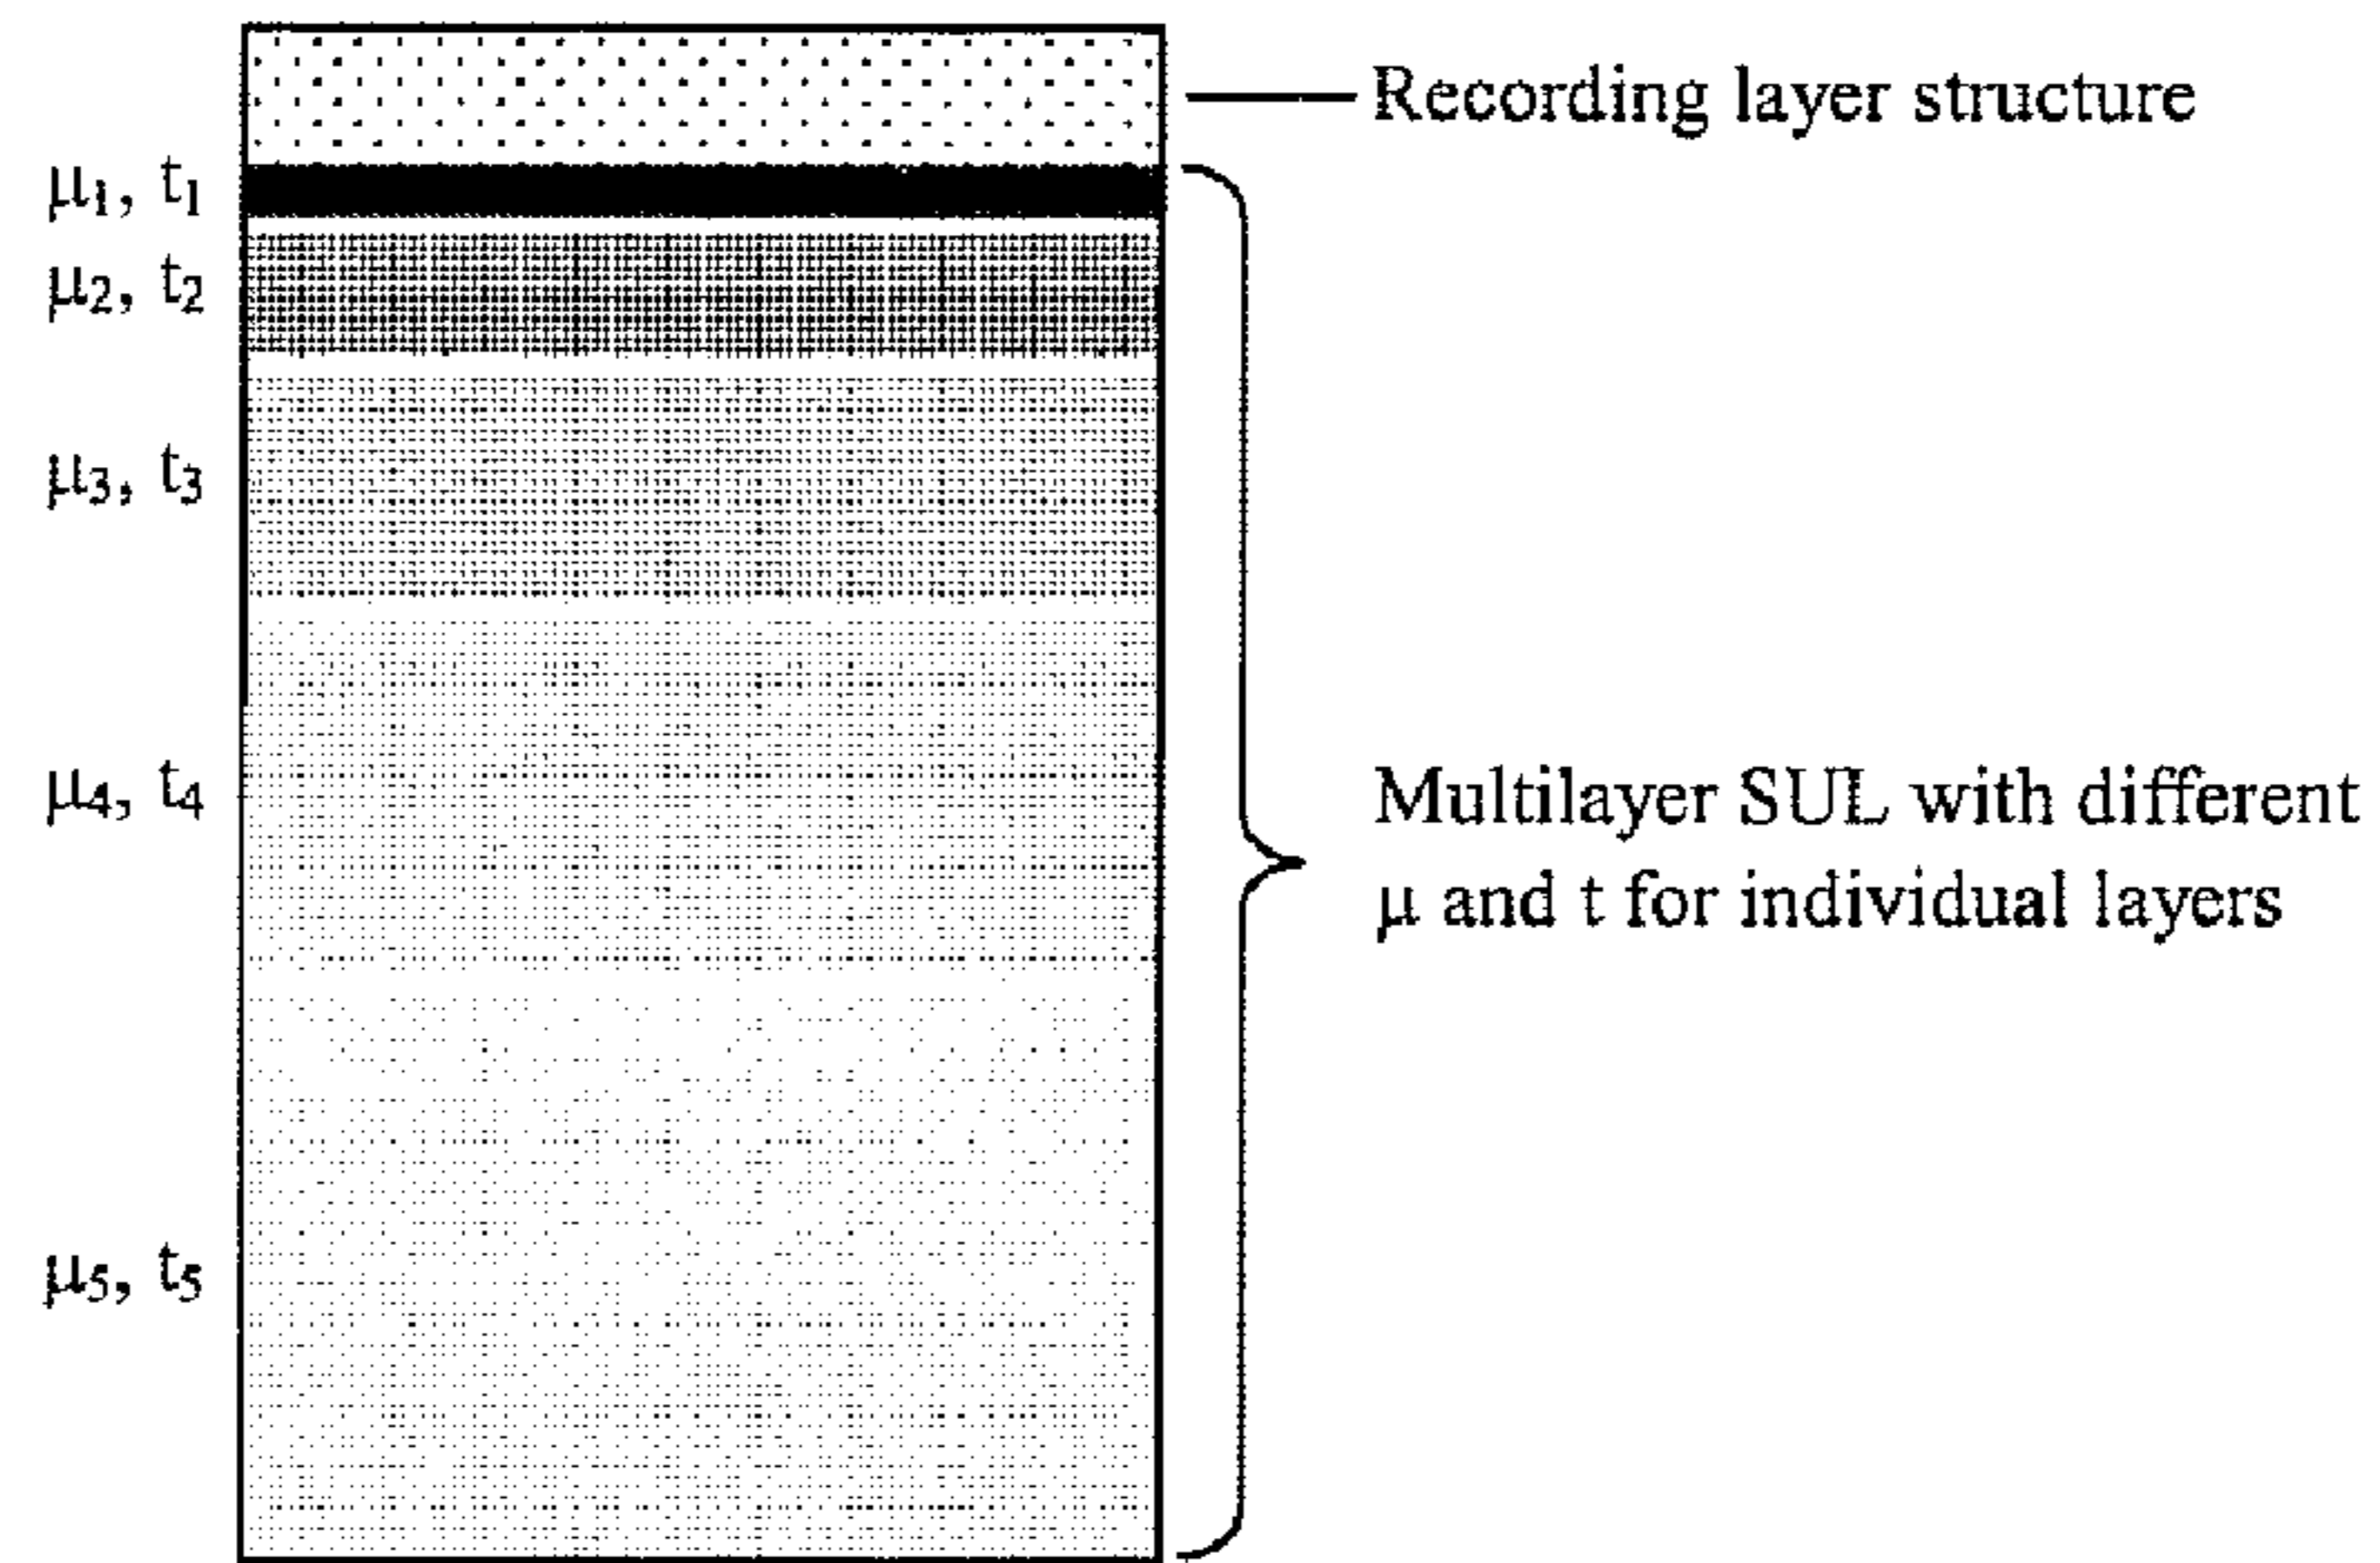 Recording layer structure
μ₁, t₁
μ₂, t₂
μ₃, t₃
μ₄, t₄
Multilayer SUL with different
μ and t for individual layers
μ₅, t₅